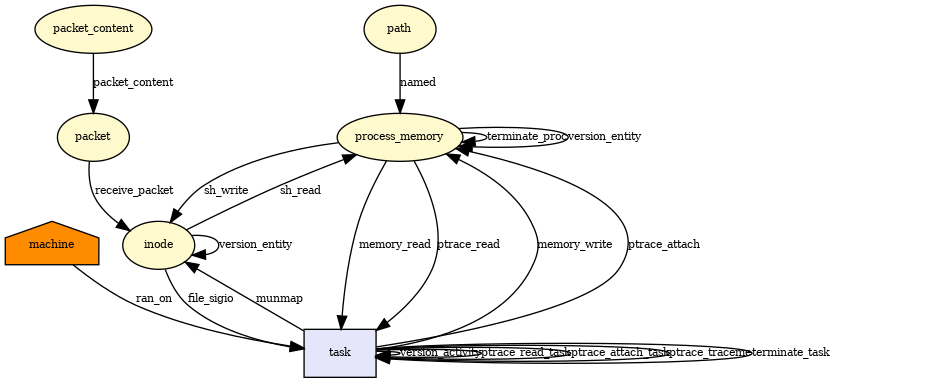 packet_content
path
packet_content
named
packet
process_memory
terminate_proc
version_entity
receive_packet
sh_write
sh_read
machine
inode
version_entity
memory_read
ptrace_read
memory_write
ptrace_attach
ran_on
file_sigio
munmap
task
version_activity
ptrace_read_task
ptrace_attach_task
ptrace_traceme
terminate_task